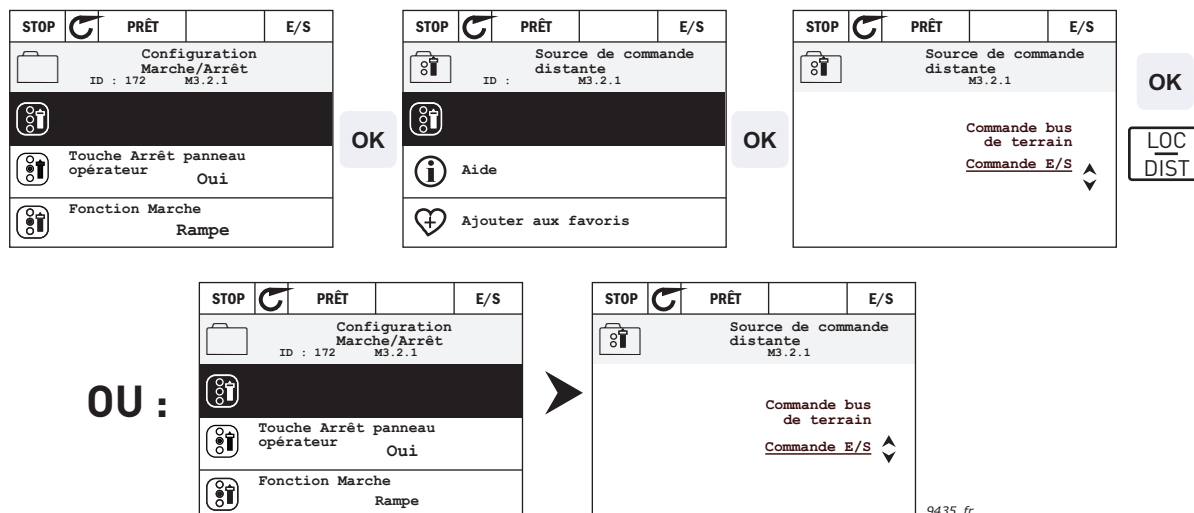 STOP PRÊT E/S
Configuration
Marche/Arrêt
ID : 172 M3.2.1
Touche Arrêt panneau
opérateur
Oui
Fonction Marche
Rampe
OK
STOP PRÊT E/S
Source de commande
distante
ID : M3.2.1
Aide
Ajouter aux favoris
OK
STOP PRÊT E/S
Source de commande
distante
M3.2.1
Commande bus
de terrain
Commande E/S
OK
LOC
DIST
OU :
STOP PRÊT E/S
Configuration
Marche/Arrêt
ID : 172 M3.2.1
Touche Arrêt panneau
opérateur
Oui
Fonction Marche
Rampe
STOP PRÊT E/S
Source de commande
distante
M3.2.1
Commande bus
de terrain
Commande E/S
9435_fr